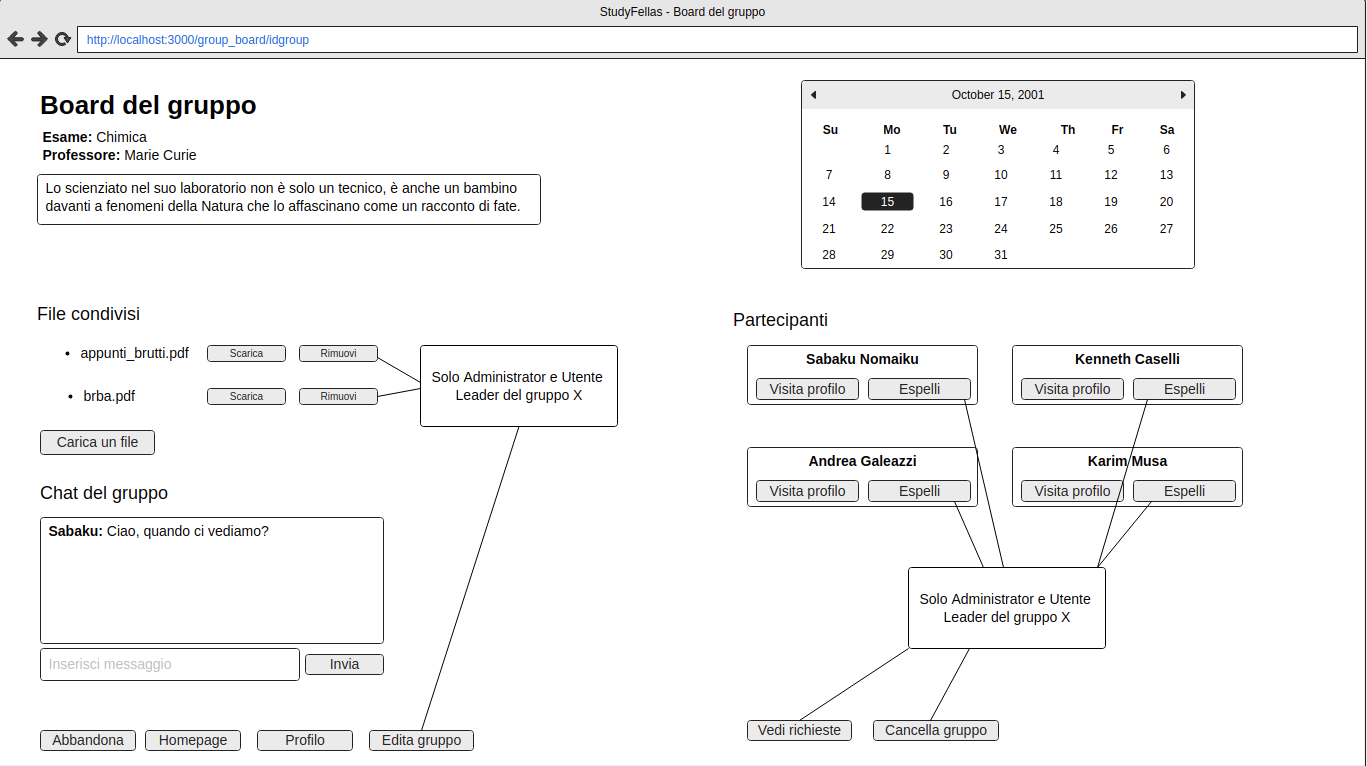 StudyFellas - Board del gruppo
http://localhost:3000/group_board/idgroup
Board del gruppo
Esame: Chimica
Professore: Marie Curie
Lo scienziato nel suo laboratorio non è solo un tecnico, è anche un bambino
davanti a fenomeni della Natura che lo affascinano come un racconto di fate.
October 15, 2001
Su Mo Tu We Th Fr Sa
1 2 3 4 5 6
7 8 9 10 11 12 13
14 15 16 17 18 19 20
21 22 23 24 25 26 27
28 29 30 31
File condivisi
appunti_brutti.pdf Scarica Rimuovi
brba.pdf Scarica Rimuovi
Solo Administrator e Utente
Leader del gruppo X
Carica un file
Chat del gruppo
Sabaku: Ciao, quando ci vediamo?
Inserisci messaggio Invia
Abbandona Homepage Profilo Edita gruppo
Partecipanti
Sabaku Nomaiku
Visita profilo Espelli
Kenneth Caselli
Visita profilo Espelli
Andrea Galeazzi
Visita profilo Espelli
Karim Musa
Visita profilo Espelli
Solo Administrator e Utente
Leader del gruppo X
Vedi richieste Cancella gruppo